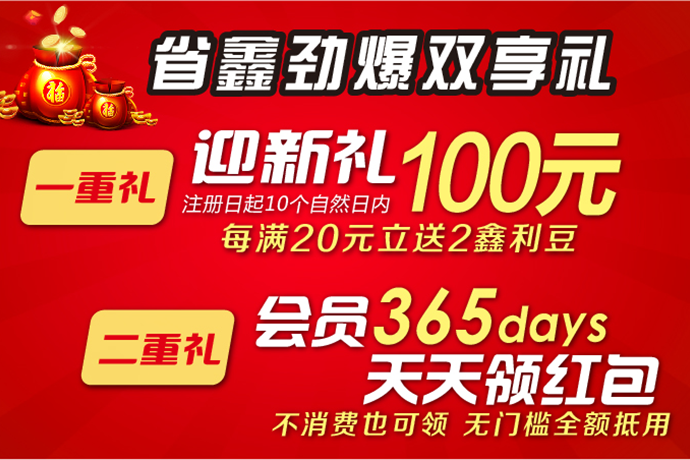 省鑫劲爆双享礼
福
福
一重礼
迎新礼100元
注册日起10个自然日内
每满20元立送2鑫利豆
二重礼
会员365days
天天领红包
不消费也可领 无门槛全额抵用